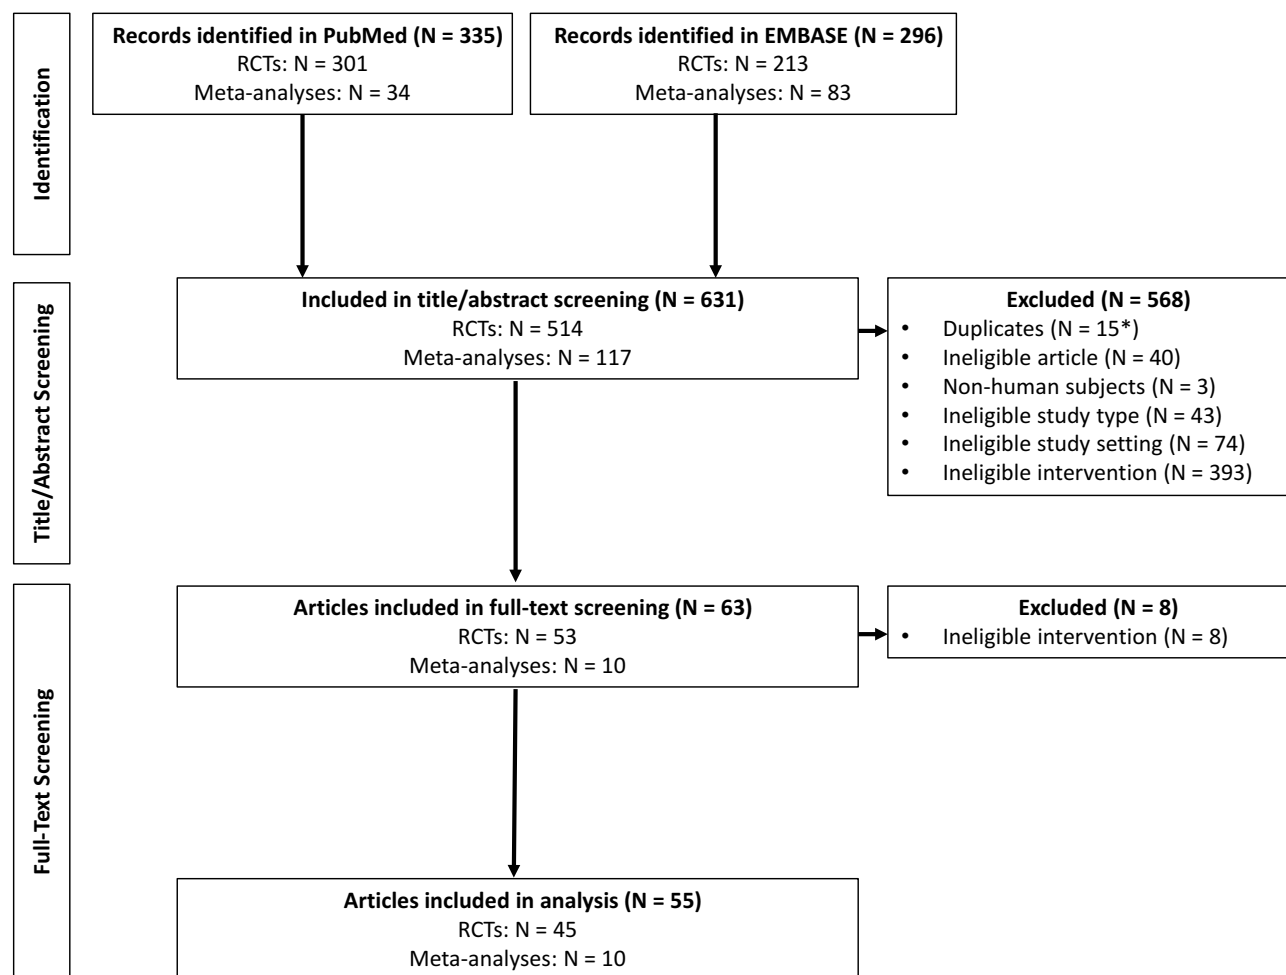 Identification
Records identified in PubMed (N = 335)
RCTs: N = 301
Meta-analyses: N = 34
Records identified in EMBASE (N = 296)
RCTs: N = 213
Meta-analyses: N = 83
Title/Abstract Screening
Included in title/abstract screening (N = 631)
RCTs: N = 514
Meta-analyses: N = 117
Excluded (N = 568)
• Duplicates (N = 15*)
• Ineligible article (N = 40)
• Non-human subjects (N = 3)
• Ineligible study type (N = 43)
• Ineligible study setting (N = 74)
• Ineligible intervention (N = 393)
Full-Text Screening
Articles included in full-text screening (N = 63)
RCTs: N = 53
Meta-analyses: N = 10
Excluded (N = 8)
• Ineligible intervention (N = 8)
Articles included in analysis (N = 55)
RCTs: N = 45
Meta-analyses: N = 10